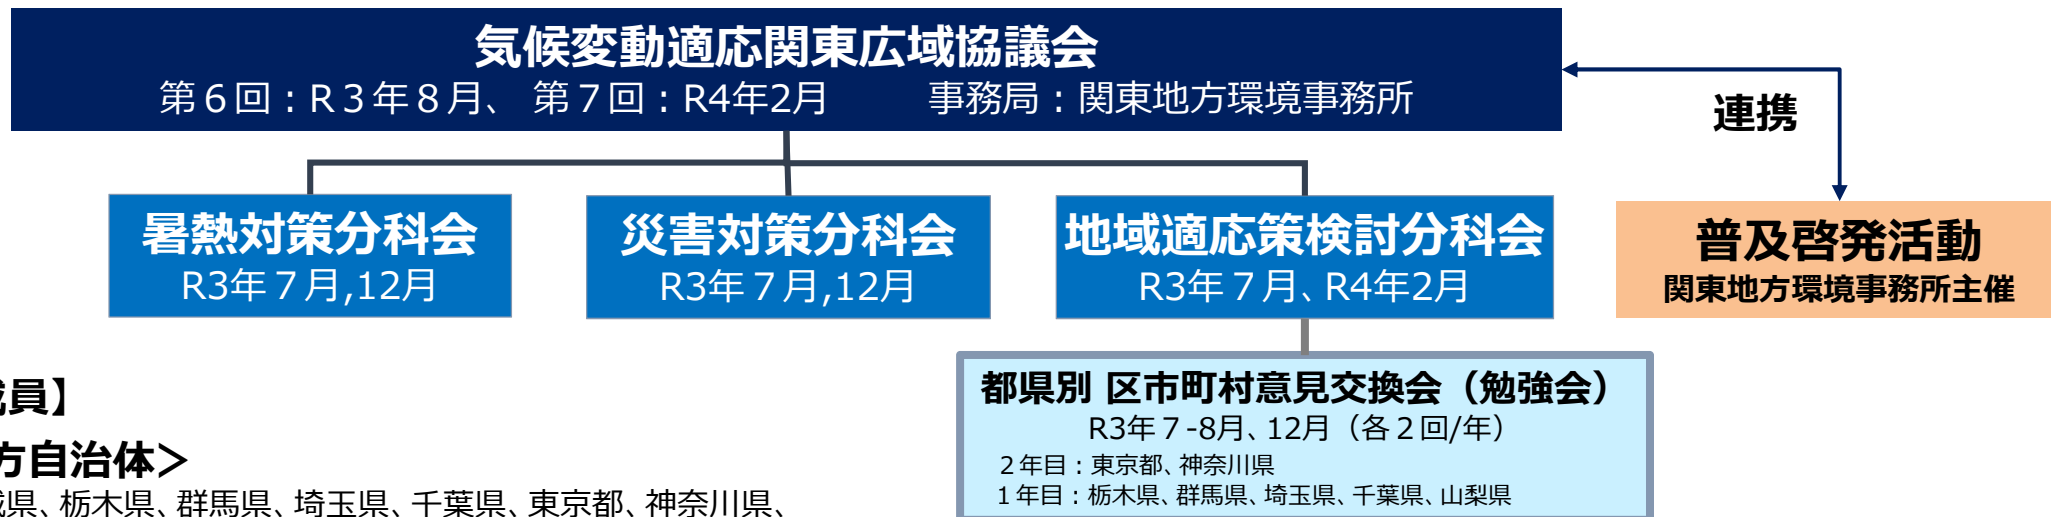 気候変動適応関東広域協議会
第６回：R３年８月、 第７回：R4年2月　　事務局：関東地方環境事務所
連携
暑熱対策分科会
R3年７月,12月
災害対策分科会
R3年７月,12月
地域適応策検討分科会
R3年７月、R4年2月
普及啓発活動
関東地方環境事務所主催
都県別 区市町村意見交換会（勉強会）
R3年７-8月、12月（各２回/年）
２年目：東京都、神奈川県
１年目：栃木県、群馬県、埼玉県、千葉県、山梨県
員】
方自治体＞
県、栃木県、群馬県、埼玉県、千葉県、東京都、神奈川県、